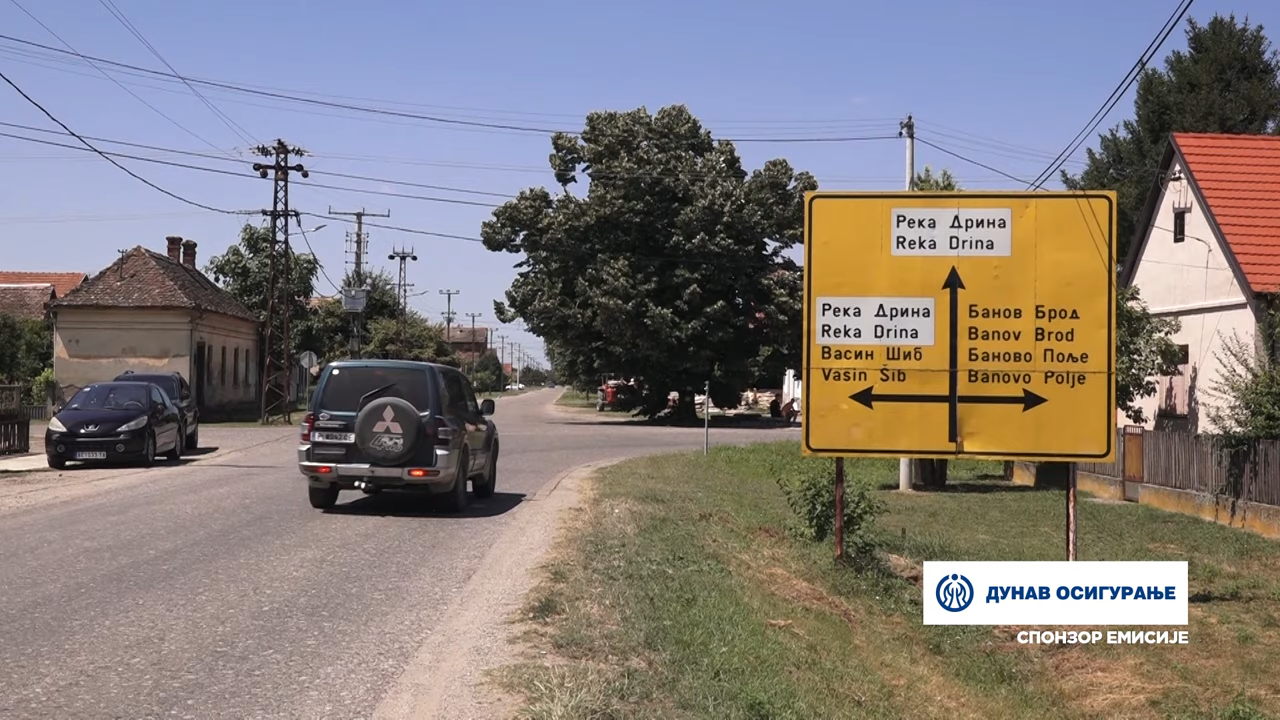 Река Дрина
Reka Drina
Река Дрина
Reka Drina
Васин Шиб
Vašin Šib
Банов Брод
Banov Brod
Баново Поље
Banovo Polje
ДУНАВ ОСИГУРАЊЕ
СПОНЗОР ЕМИСИЈЕ